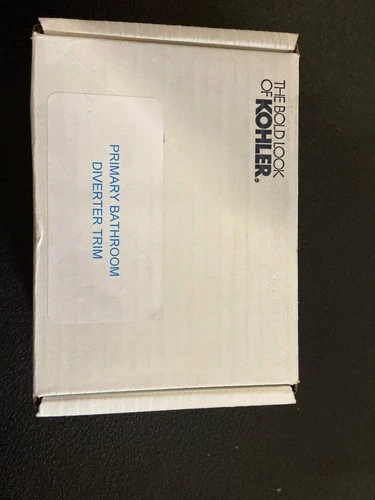 THE BOLD LOOK
OF KOHLER®
PRIMARY BATHROOM
DIVERTER TRIM